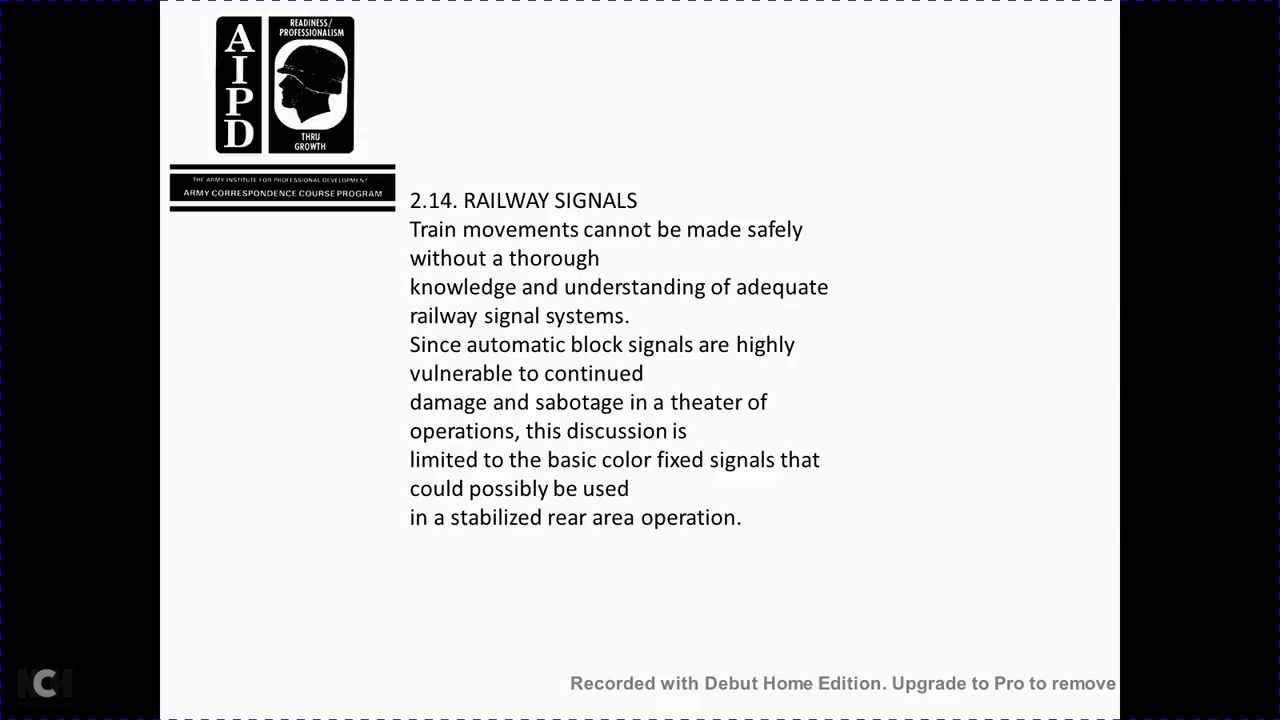 AIPD
READINESS/
PROFESSIONALISM
THRU
GROWTH
THE ARMY INSTITUTE FOR PROFESSIONAL DEVELOPMENT
ARMY CORRESPONDENCE COURSE PROGRAM
2.14. RAILWAY SIGNALS
Train movements cannot be made safely
without a thorough
knowledge and understanding of adequate
railway signal systems.
Since automatic block signals are highly
vulnerable to continued
damage and sabotage in a theater of
operations, this discussion is
limited to the basic color fixed signals that
could possibly be used
in a stabilized rear area operation.
NCH
Recorded with Debut Home Edition. Upgrade to Pro to remove